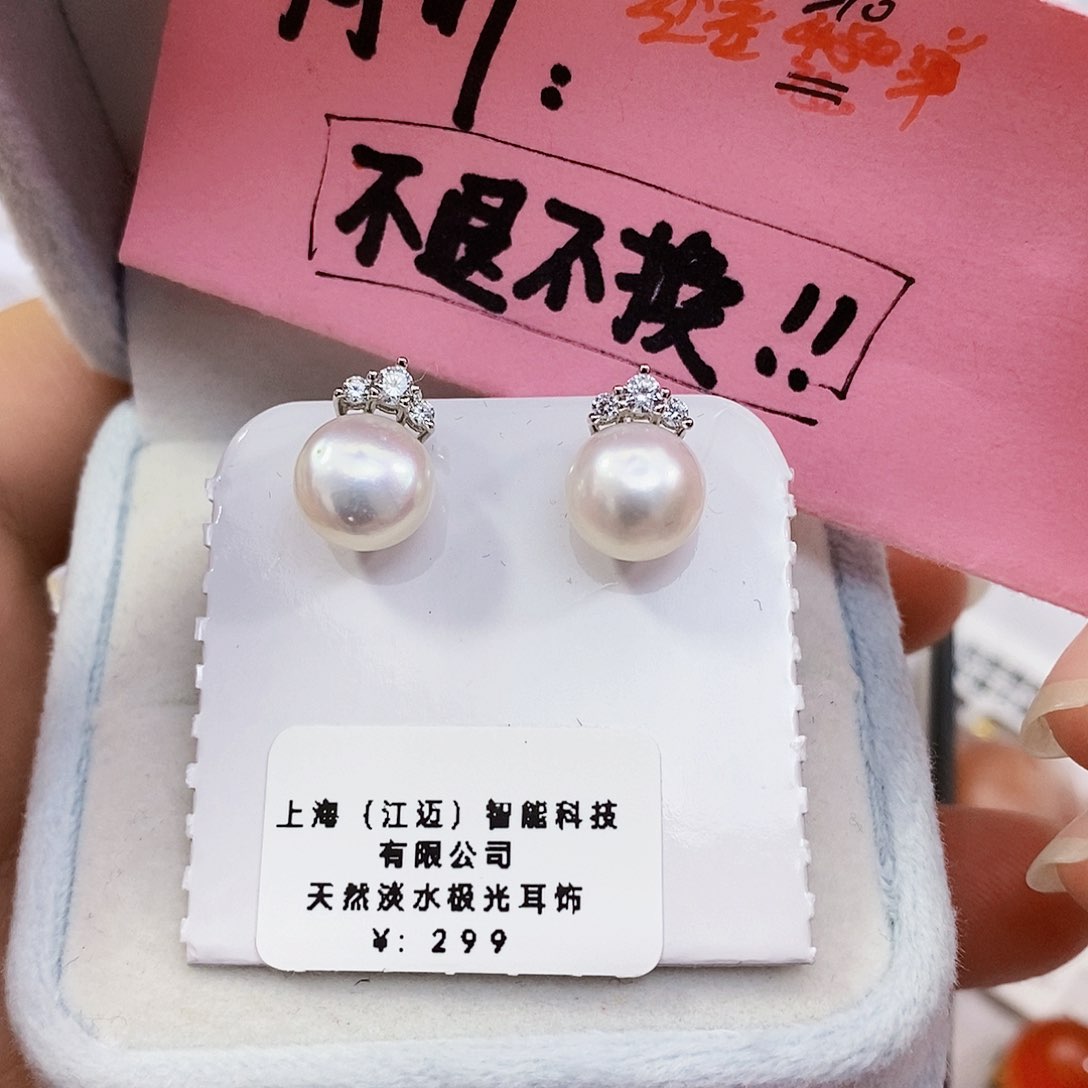 不退不换!!
上海（江迈）智能科技
有限公司
天然淡水极光耳饰
¥: 299